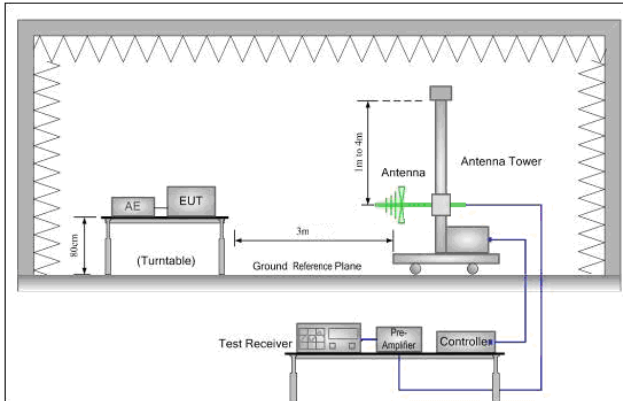 1m to 4m
Antenna
Antenna Tower
AE
EUT
80cm
(Turntable)
3m
Ground Reference Plane
Test Receiver
Pre-
Amplifier
Controller